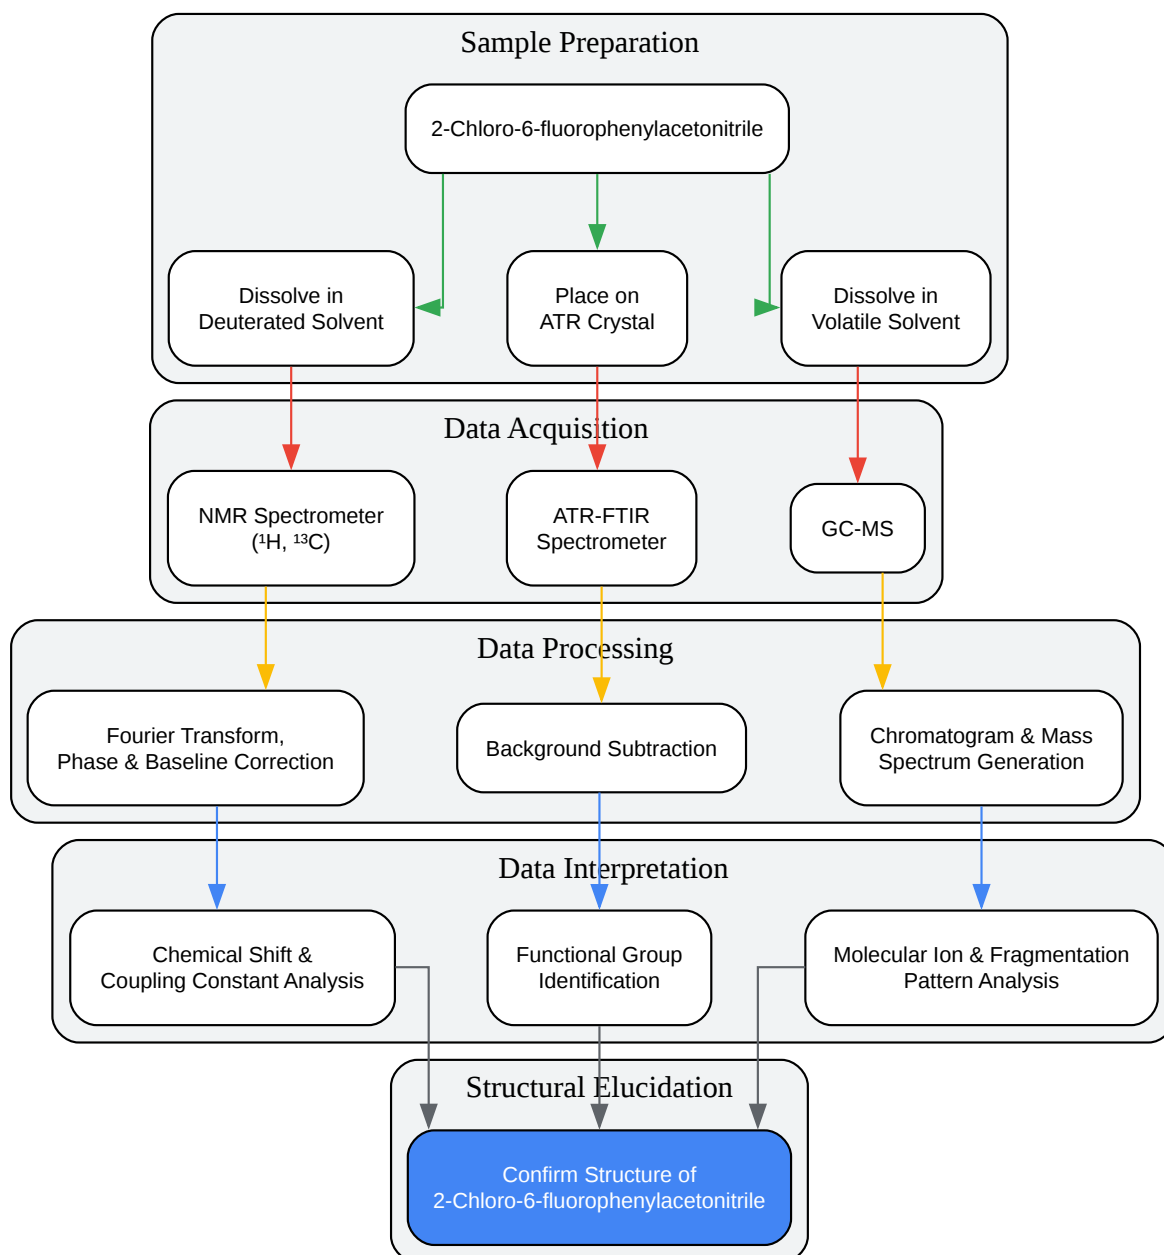 Sample Preparation
2-Chloro-6-fluorophenylacetonitrile
Dissolve in
Deuterated Solvent
Place on
ATR Crystal
Dissolve in
Volatile Solvent
Data Acquisition
NMR Spectrometer
(¹H, ¹³C)
ATR-FTIR
Spectrometer
GC-MS
Data Processing
Fourier Transform,
Phase & Baseline Correction
Background Subtraction
Chromatogram & Mass
Spectrum Generation
Data Interpretation
Chemical Shift &
Coupling Constant Analysis
Functional Group
Identification
Molecular Ion & Fragmentation
Pattern Analysis
Structural Elucidation
Confirm Structure of
2-Chloro-6-fluorophenylacetonitrile